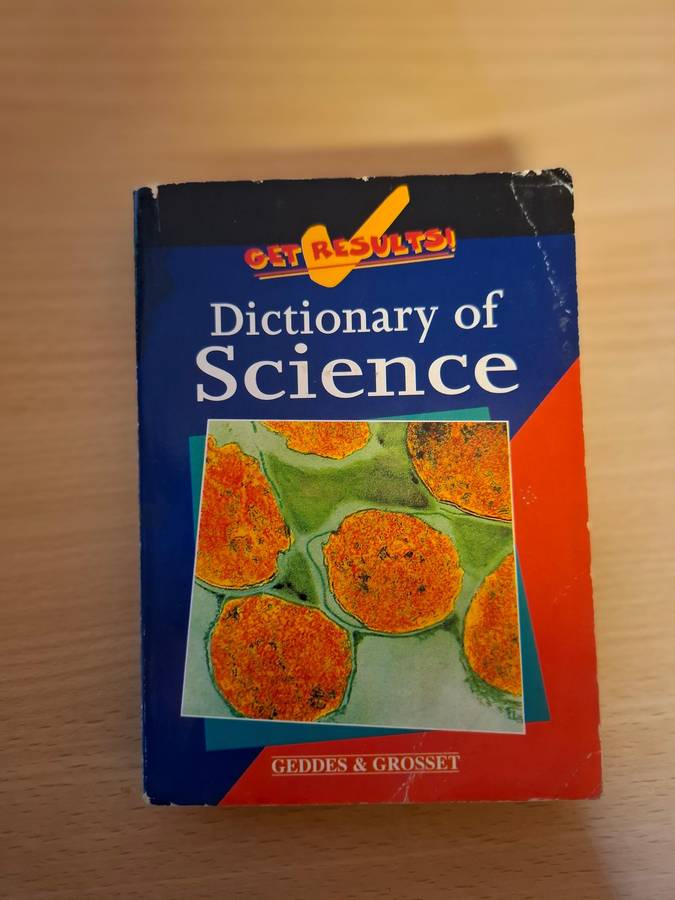 GET RESULTS!
Dictionary of
Science
GEDDES & GROSSET